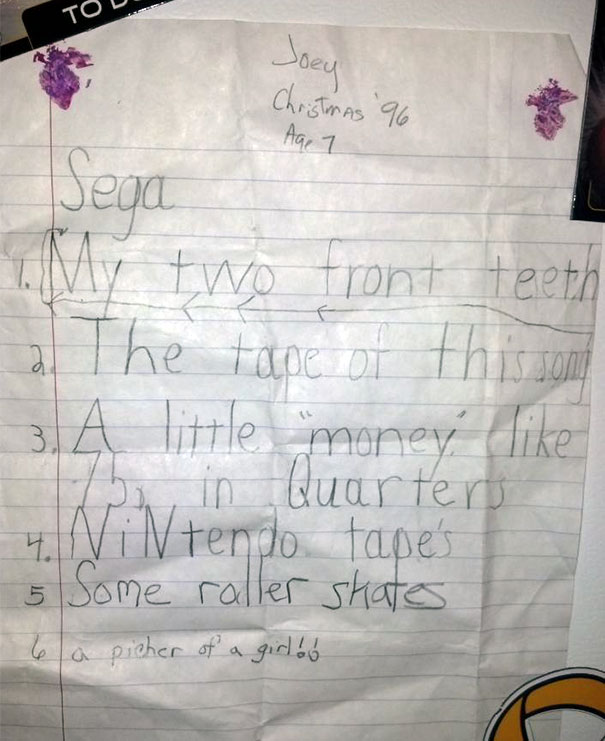 TO D
Joey
Christmas '96
Age 7
Sega
1. "My two front teeth
2. The tape of this song
3. A little "money" like
75, in Quarters
4. NiNtendo tape's
5 Some raller skates
6 a picher of a girl!!